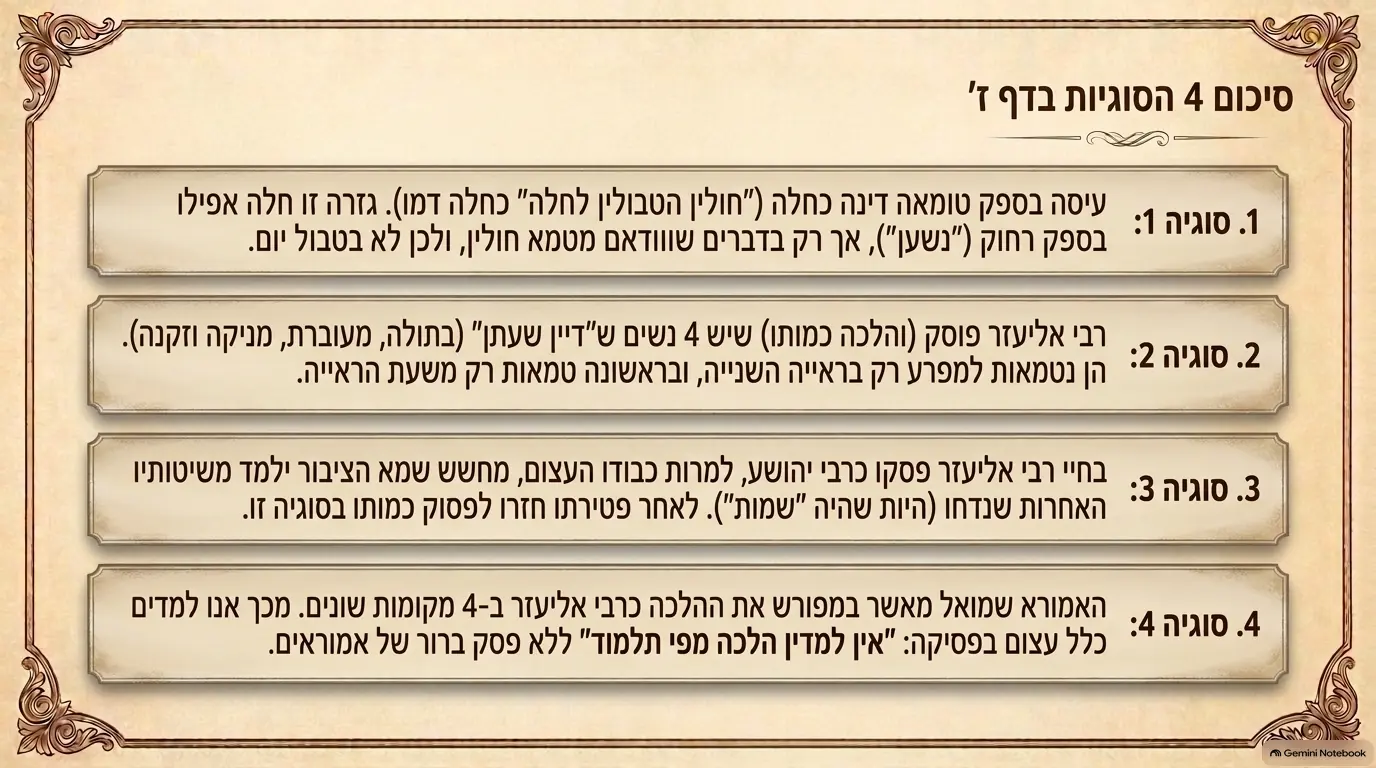 סיכום 4 הסוגיות בדף ז'
1. סוגיה 1:
עיסה בספק טומאה דינה כחלה ("חולין הטבולין לחלה" כחלה דמו). גזרה זו חלה אפילו
בספק רחוק ("נשען"), אך רק בדברים שוודאם מטמא חולין, ולכן לא בטבול יום.
2. סוגיה 2:
רבי אליעזר פוסק (והלכה כמותו) שיש 4 נשים ש"דיין שעתן" (בתולה, מעוברת, מניקה וזקנה).
הן נטמאות למפרע רק בראייה השנייה, ובראשונה טמאות רק משעת הראייה.
3. סוגיה 3:
בחיי רבי אליעזר פסקו כרבי יהושע, למרות כבודו העצום, מחשש שמא הציבור ילמד משיטותיו
האחרות שנדחו (היות שהיה "שמות"). לאחר פטירתו חזרו לפסוק כמותו בסוגיה זו.
4. סוגיה 4:
האמורא שמואל מאשר במפורש את ההלכה כרבי אליעזר ב-4 מקומות שונים. מכך אנו למדים
כלל עצום בפסיקה: "אין למדין הלכה מפי תלמוד" ללא פסק ברור של אמוראים.
Gemini Notebook